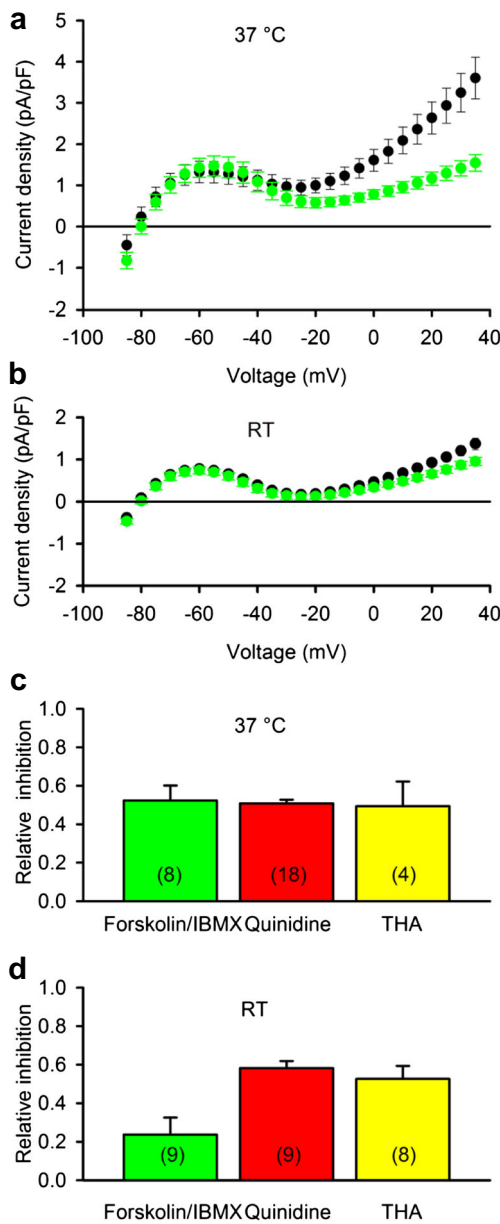 a
37 °C
Current density (pA/pF)
5
4
3
2
1
0
-1
-2
-100 -80 -60 -40 -20 0 20 40
Voltage (mV)
b
RT
Current density (pA/pF)
2
1
0
-1
-2
-100 -80 -60 -40 -20 0 20 40
Voltage (mV)
c
37 °C
Relative inhibition
1.0
0.8
0.6
0.4
0.2
0.0
(8) (18) (4)
Forskolin/IBMX Quinidine THA
d
RT
Relative inhibition
1.0
0.8
0.6
0.4
0.2
0.0
(9) (9) (8)
Forskolin/IBMX Quinidine THA